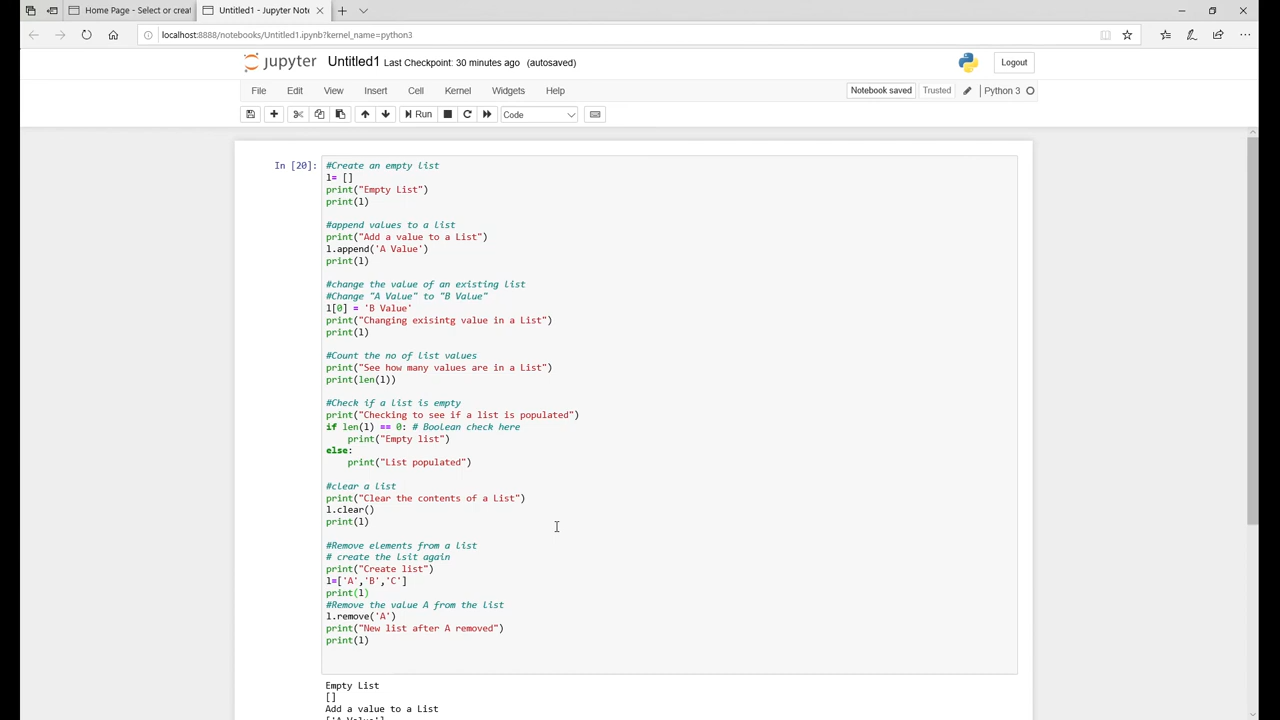 Home Page - Select or creat
Untitled1 - Jupyter Note
localhost:8888/notebooks/Untitled1.ipynb?kernel_name=python3
jupyter Untitled1 Last Checkpoint: 30 minutes ago (autosaved)
Logout
File Edit View Insert Cell Kernel Widgets Help
Notebook saved Trusted Python 3
Run Code
In [20]:
#Create an empty list
l= []
print("Empty List")
print(l)
#append values to a list
print("Add a value to a List")
l.append('A Value')
print(l)
#change the value of an existing list
#Change "A Value" to "B Value"
l[0] = 'B Value'
print("Changing exisintg value in a List")
print(l)
#Count the no of list values
print("See how many values are in a List")
print(len(l))
#Check if a list is empty
print("Checking to see if a list is populated")
if len(l) == 0: # Boolean check here
    print("Empty list")
else:
    print("List populated")
#clear a list
print("Clear the contents of a List")
l.clear()
print(l)
#Remove elements from a list
# create the lsit again
print("Create list")
l=['A','B','C']
print(l)
#Remove the value A from the list
l.remove('A')
print("New list after A removed")
print(l)
Empty List
[]
Add a value to a List
['A Value']